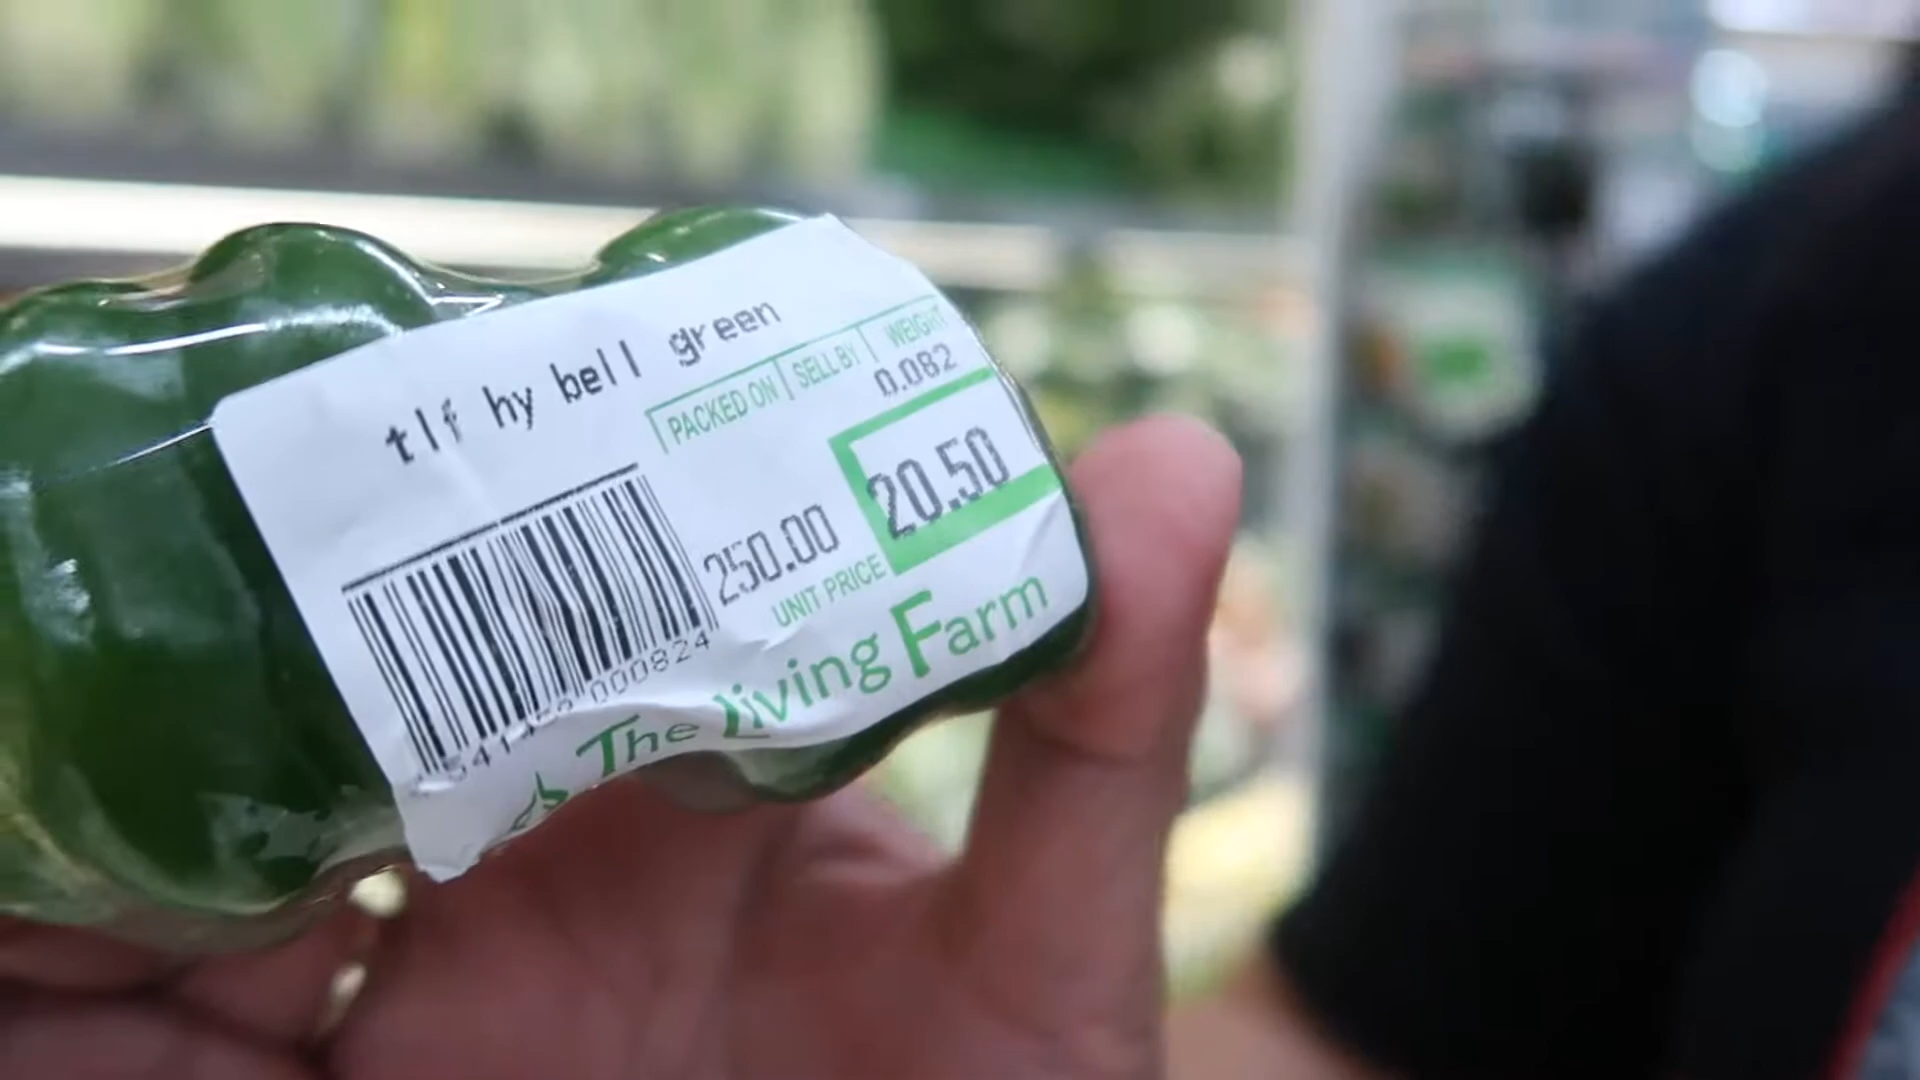 tlf hy bell green
PACKED ON SELL BY WEIGHT
0.082
20.50
250.00
UNIT PRICE
000824
The Living Farm